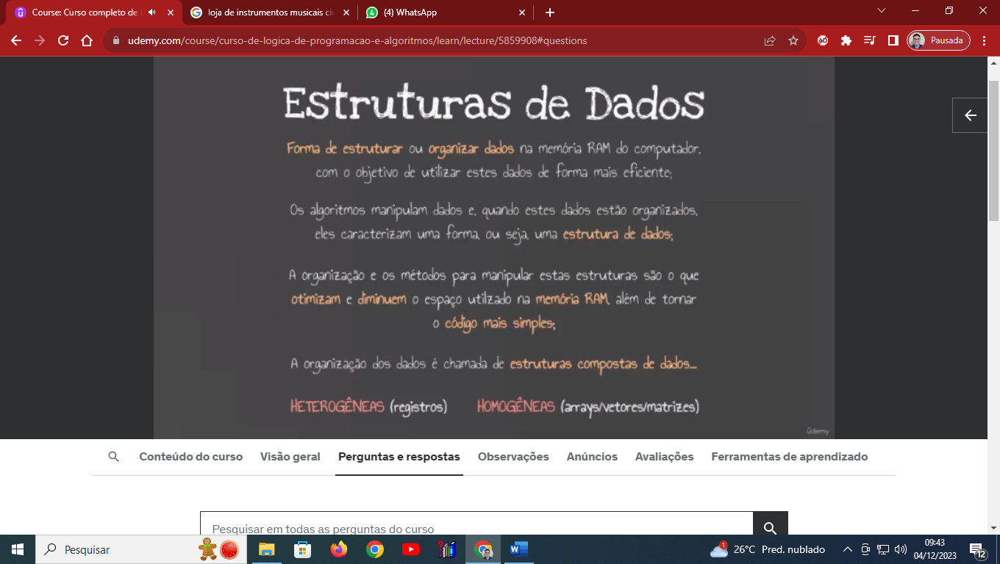 Course: Curso completo de
loja de instrumentos musicais ci
(4) WhatsApp
udemy.com/course/curso-de-logica-de-programacao-e-algoritmos/learn/lecture/5859908#questions
Pausada
Estruturas de Dados
Forma de estruturar ou organizar dados na memória RAM do computador,
com o objetivo de utilizar estes dados de forma mais eficiente;
Os algoritmos manipulam dados e, quando estes dados estão organizados,
eles caracterizam uma forma, ou seja, uma estrutura de dados;
A organização e os métodos para manipular estas estruturas são o que
otimizam e diminuem o espaço utilzado na memória RAM, além de tornar
o código mais simples;
A organização dos dados é chamada de estruturas compostas de dados...
HETEROGÊNEAS (registros) HOMOGÊNEAS (arrays/vetores/matrizes)
ûdemy
Conteúdo do curso Visão geral Perguntas e respostas Observações Anúncios Avaliações Ferramentas de aprendizado
Pesquisar em todas as perguntas do curso
Pesquisar
1
26°C Pred. nublado
09:43
04/12/2023
12